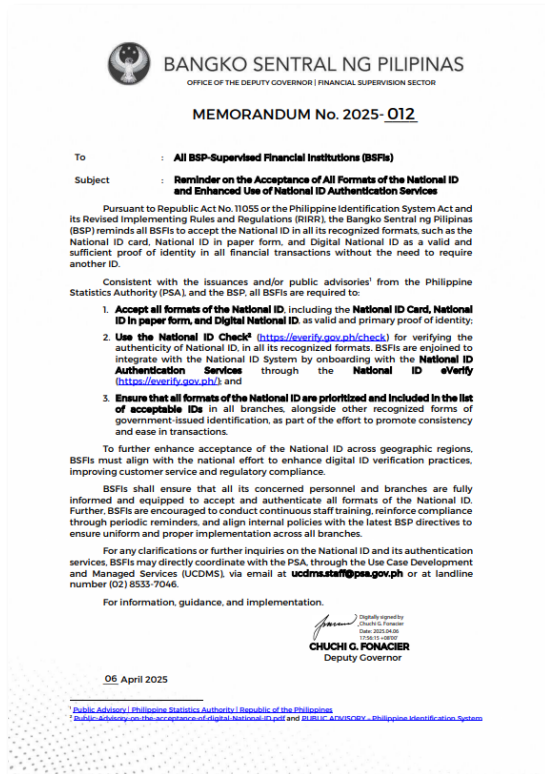 BANGKO SENTRAL NG PILIPINAS
OFFICE OF THE DEPUTY GOVERNOR | FINANCIAL SUPERVISION SECTOR
MEMORANDUM No. 2025-012
To : All BSP-Supervised Financial Institutions (BSFIs)
Subject : Reminder on the Acceptance of All Formats of the National ID
and Enhanced Use of National ID Authentication Services
Pursuant to Republic Act No. 11055 or the Philippine Identification System Act and
its Revised Implementing Rules and Regulations (RIRR), the Bangko Sentral ng Pilipinas
(BSP) reminds all BSFIs to accept the National ID in all its recognized formats, such as the
National ID card, National ID in paper form, and Digital National ID as a valid and
sufficient proof of identity in all financial transactions without the need to require
another ID.
Consistent with the issuances and/or public advisories¹ from the Philippine
Statistics Authority (PSA), and the BSP, all BSFIs are required to:
1. Accept all formats of the National ID, including the National ID Card, National
ID in paper form, and Digital National ID, as valid and primary proof of identity;
2. Use the National ID Check² (https://everify.gov.ph/check) for verifying the
authenticity of National ID, in all its recognized formats. BSFIs are enjoined to
integrate with the National ID System by onboarding with the National ID
Authentication Services through the National ID eVerify
(https://everify.gov.ph/); and
3. Ensure that all formats of the National ID are prioritized and included in the list
of acceptable IDs in all branches, alongside other recognized forms of
government-issued identification, as part of the effort to promote consistency
and ease in transactions.
To further enhance acceptance of the National ID across geographic regions,
BSFIs must align with the national effort to enhance digital ID verification practices,
improving customer service and regulatory compliance.
BSFIs shall ensure that all its concerned personnel and branches are fully
informed and equipped to accept and authenticate all formats of the National ID.
Further, BSFIs are encouraged to conduct continuous staff training, reinforce compliance
through periodic reminders, and align internal policies with the latest BSP directives to
ensure uniform and proper implementation across all branches.
For any clarifications or further inquiries on the National ID and its authentication
services, BSFIs may directly coordinate with the PSA, through the Use Case Development
and Managed Services (UCDMS), via email at ucdms.staff@psa.gov.ph or at landline
number (02) 8533-7046.
For information, guidance, and implementation.
Digitally signed by
Chuchi G. Fonacier
Date: 2025.04.06
17:56:15 +08'00'
CHUCHI G. FONACIER
Deputy Governor
06 April 2025
¹ Public Advisory | Philippine Statistics Authority | Republic of the Philippines
² Public-Advisory-on-the-acceptance-of-digital-National-ID.pdf and PUBLIC ADVISORY – Philippine Identification System